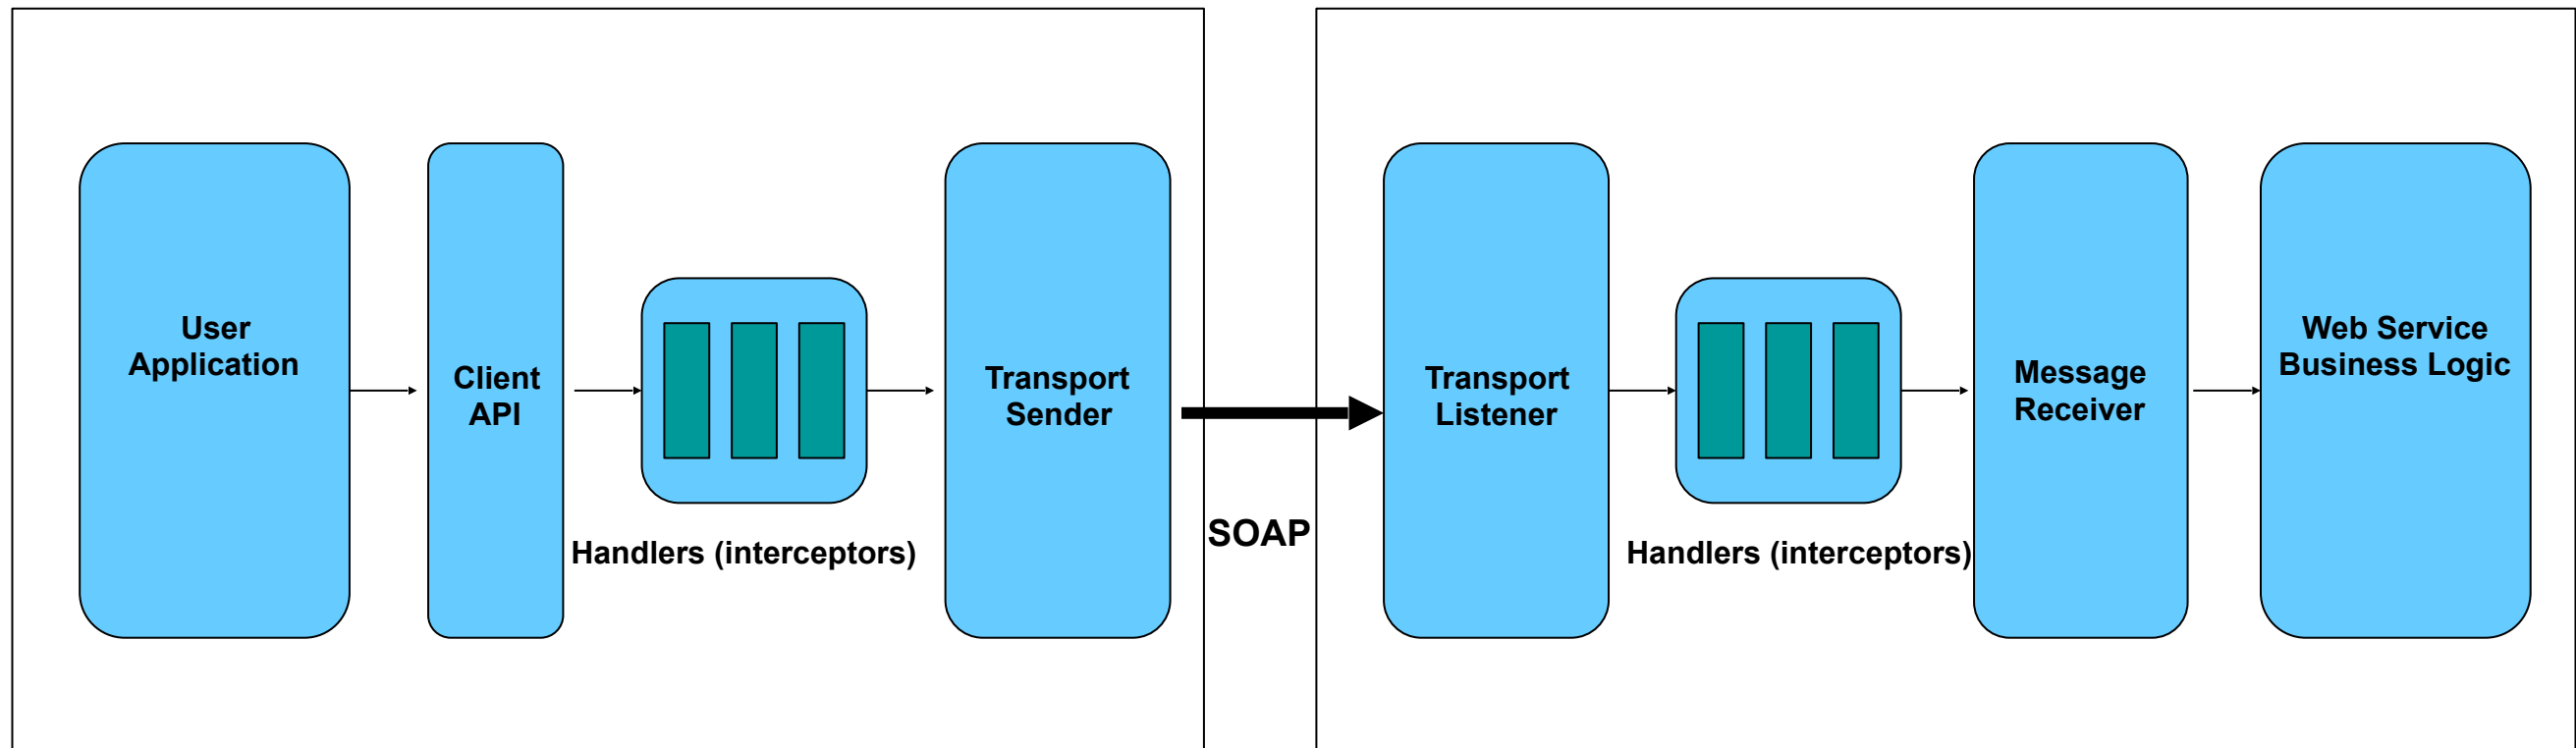 User
Application
Client
API
Handlers (interceptors)
Transport
Sender
SOAP
Transport
Listener
Handlers (interceptors)
Message
Receiver
Web Service
Business Logic